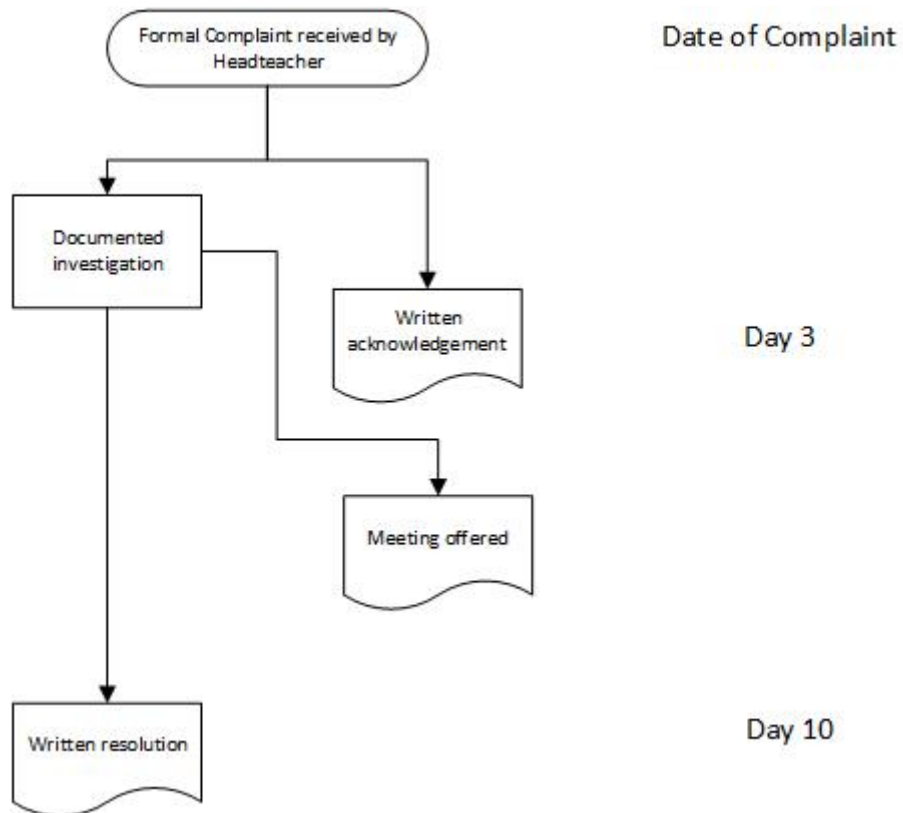 Formal Complaint received by
Headteacher
Date of Complaint
Documented
investigation
Written
acknowledgement
Day 3
Meeting offered
Written resolution
Day 10